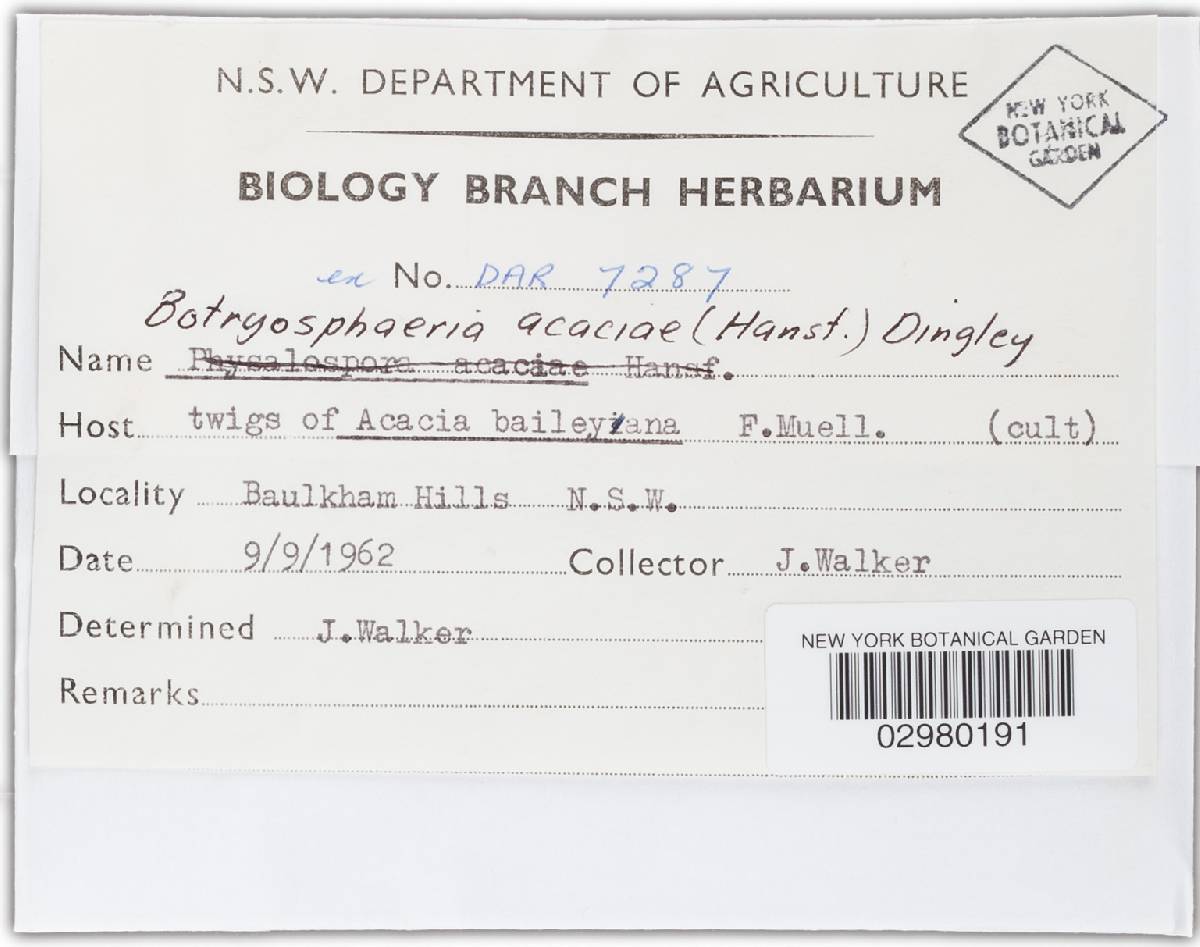 N.S.W. DEPARTMENT OF AGRICULTURE
NEW YORK
BOTANICAL
GARDEN
BIOLOGY BRANCH HERBARIUM
ex No. DAR 7287
Botryosphaeria acaciae (Hansf.) Dingley
Name Physalospora acaciae Hansf.
Host twigs of Acacia baileyana F.Muell. (cult)
Locality Baulkham Hills N.S.W.
Date 9/9/1962 Collector J.Walker
Determined J.Walker
Remarks
NEW YORK BOTANICAL GARDEN
02980191